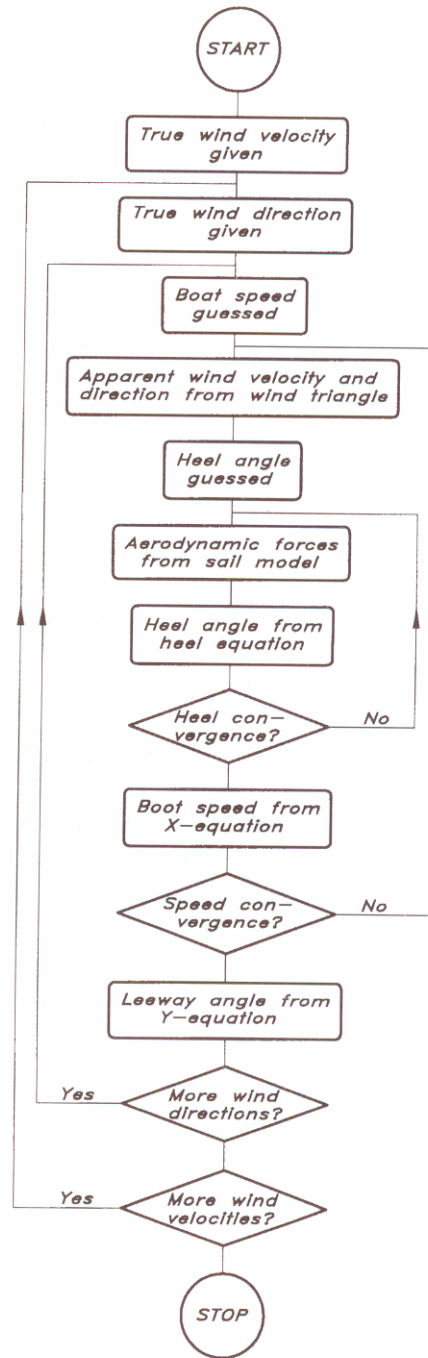 START
True wind velocity
given
True wind direction
given
Boat speed
guessed
Apparent wind velocity and
direction from wind triangle
Heel angle
guessed
Aerodynamic forces
from sail model
Heel angle from
heel equation
Heel con-
vergence?
No
Boot speed from
X-equation
Speed con-
vergence?
No
Leeway angle from
Y-equation
Yes
More wind
directions?
Yes
More wind
velocities?
STOP